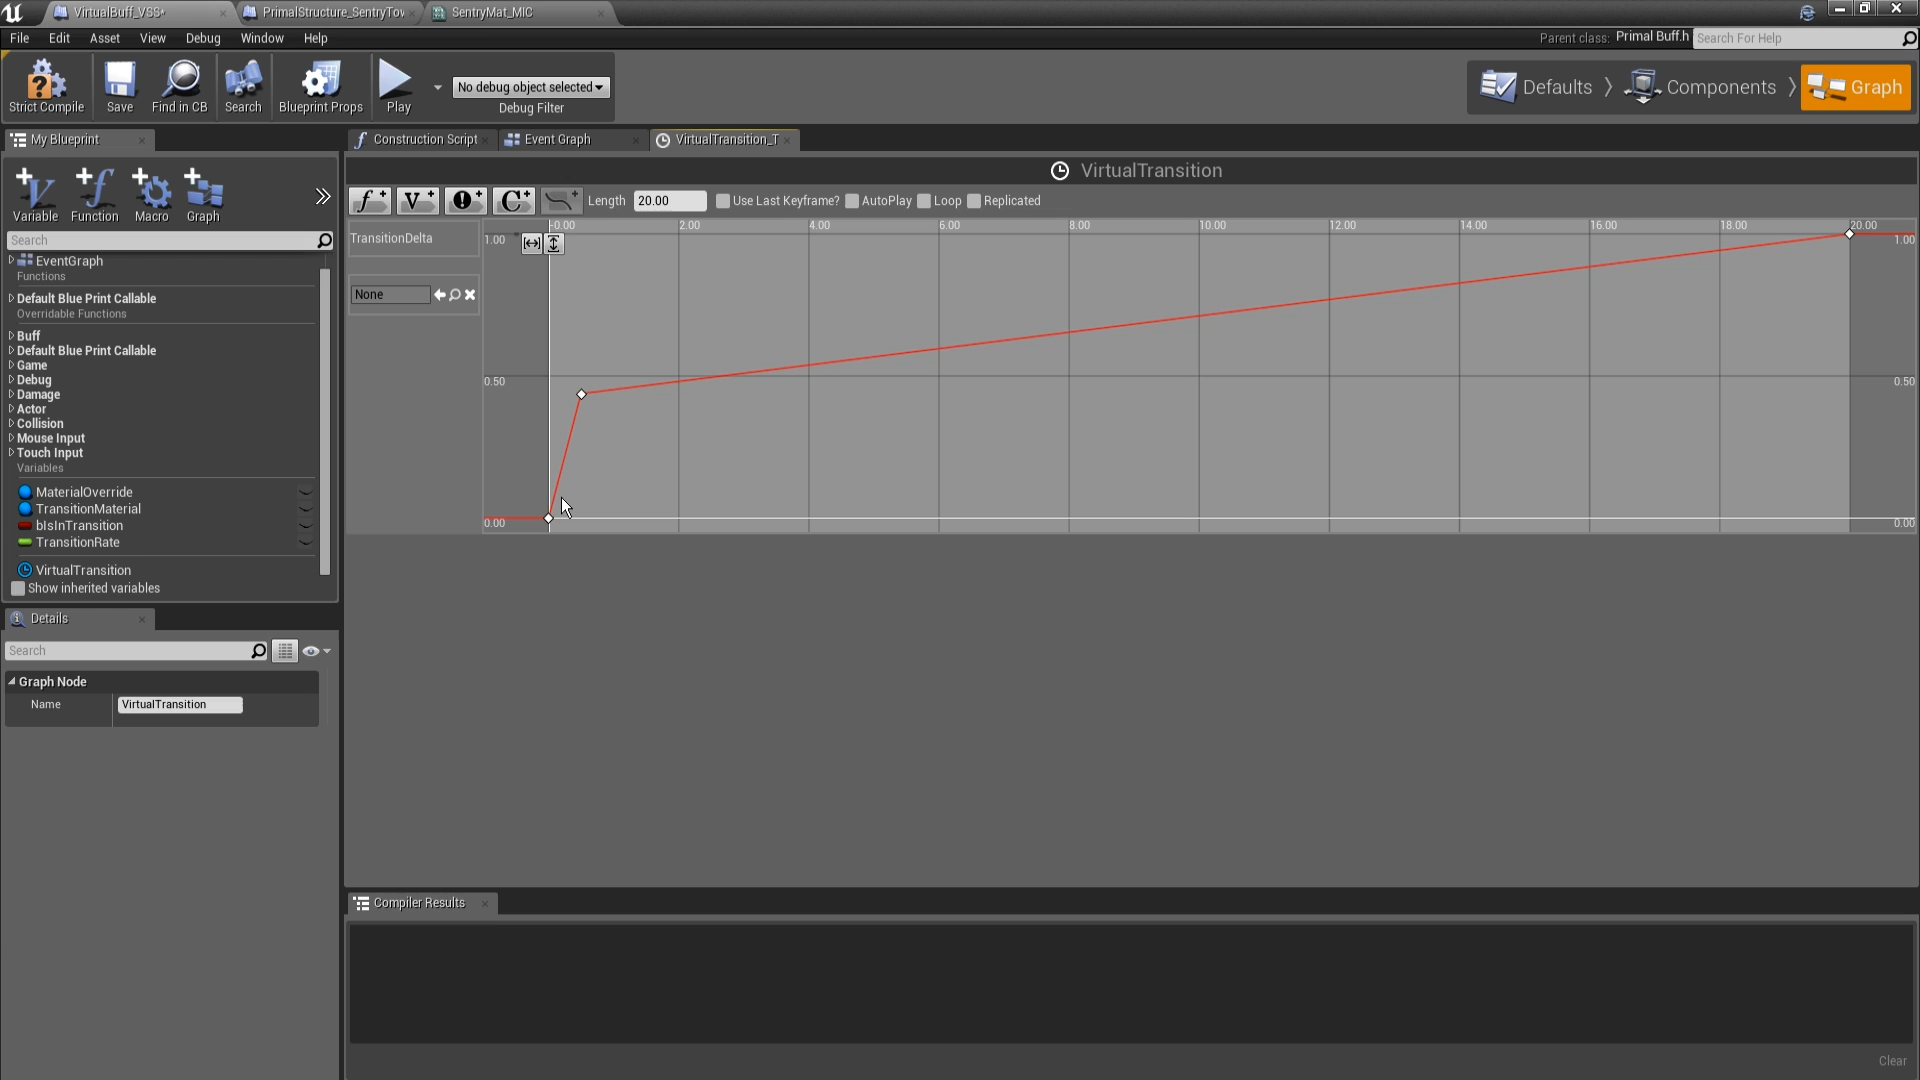 VirtualBuff_VSS*
PrimalStructure_SentryTow
SentryMat_MIC
File Edit Asset View Debug Window Help
Parent class: Primal Buff.h Search For Help
Strict Compile
Save
Find in CB
Search
Blueprint Props
Play
No debug object selected
Debug Filter
Defaults
Components
Graph
My Blueprint
Construction Script
Event Graph
VirtualTransition_T
VirtualTransition
Variable
Function
Macro
Graph
Length 20.00 Use Last Keyframe? AutoPlay Loop Replicated
Search
EventGraph
Functions
Default Blue Print Callable
Overridable Functions
Buff
Default Blue Print Callable
Game
Debug
Damage
Actor
Collision
Mouse Input
Touch Input
Variables
MaterialOverride
TransitionMaterial
bIsInTransition
TransitionRate
VirtualTransition
Show inherited variables
TransitionDelta
None
-0.00 2.00 4.00 6.00 8.00 10.00 12.00 14.00 16.00 18.00 20.00
1.00 1.00
0.50 0.50
0.00 0.00
Details
Search
Graph Node
Name VirtualTransition
Compiler Results
Clear